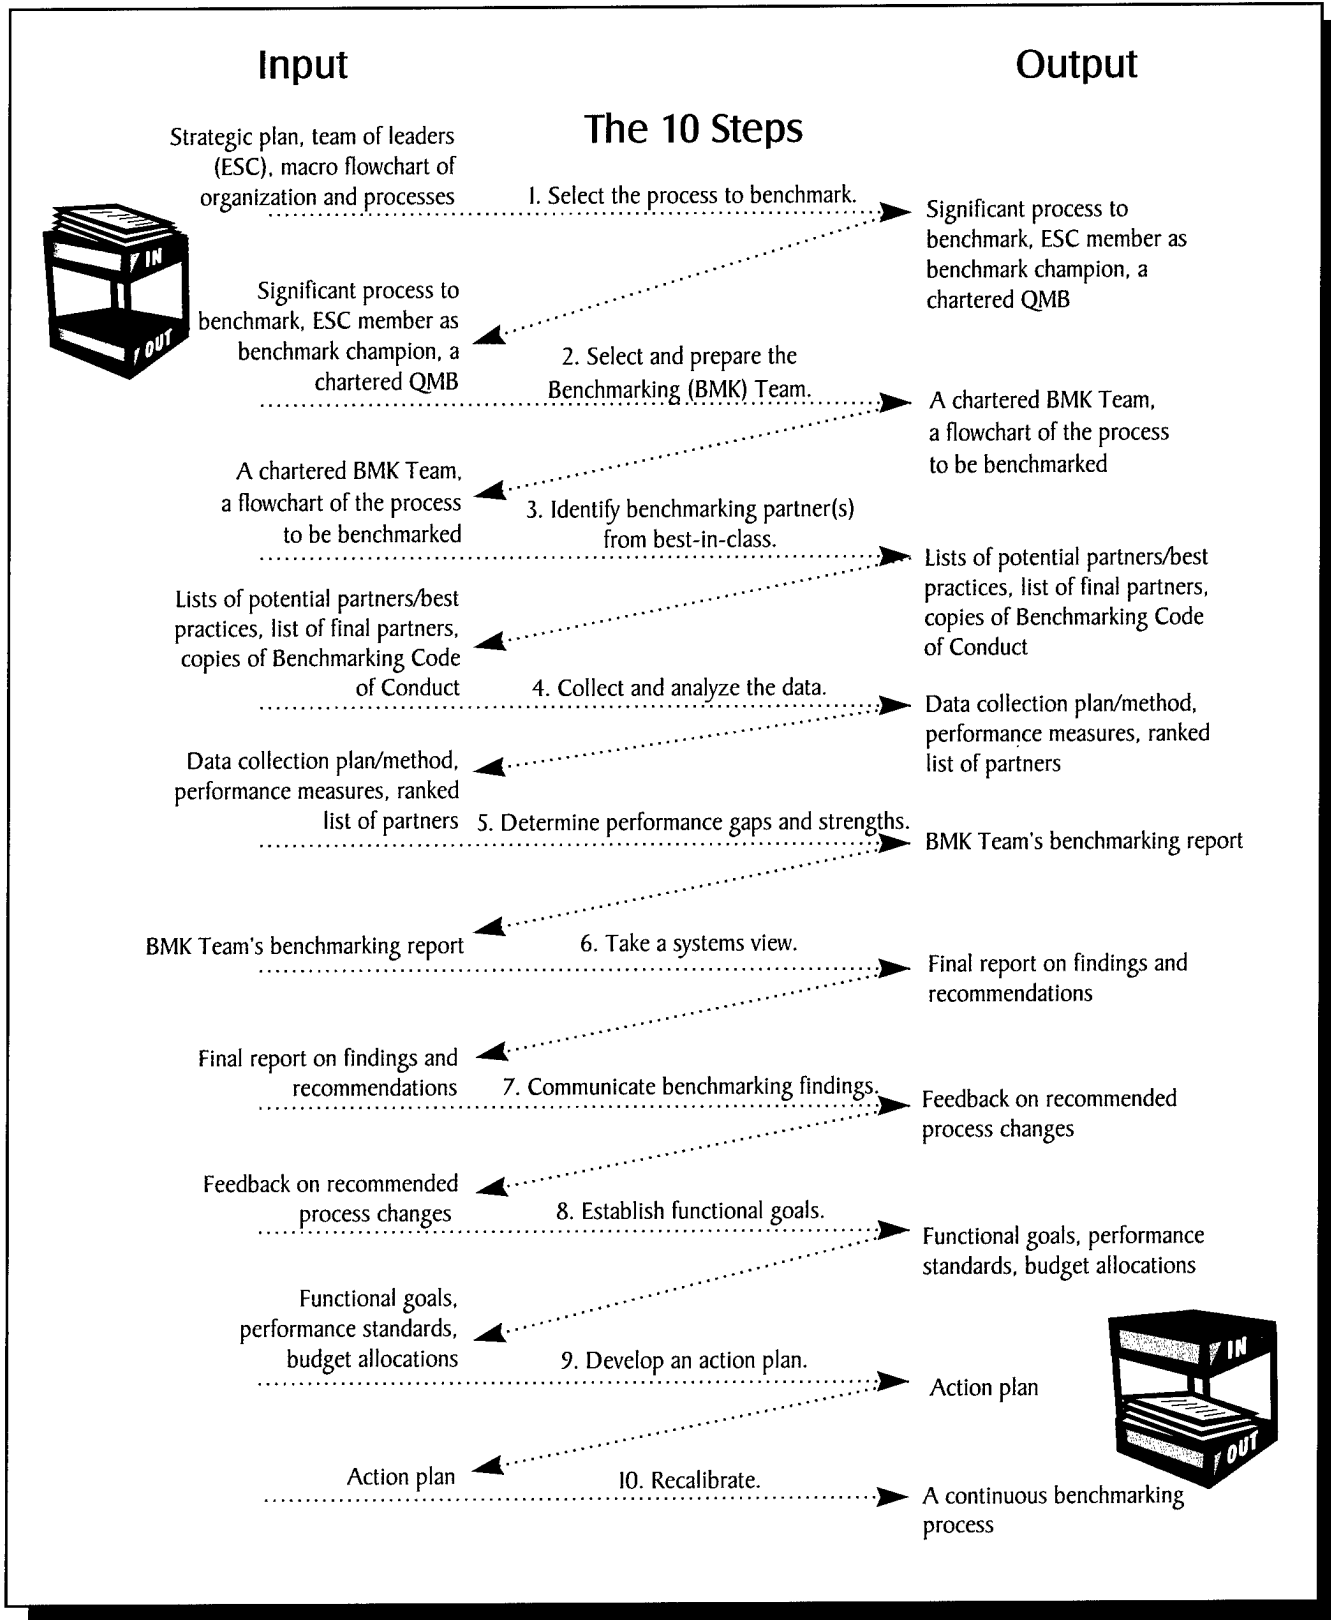 Input
Output
The 10 Steps
Strategic plan, team of leaders
(ESC), macro flowchart of
organization and processes
1. Select the process to benchmark.
Significant process to
benchmark, ESC member as
benchmark champion, a
chartered QMB
IN
OUT
Significant process to
benchmark, ESC member as
benchmark champion, a
chartered QMB
2. Select and prepare the
Benchmarking (BMK) Team.
A chartered BMK Team,
a flowchart of the process
to be benchmarked
A chartered BMK Team,
a flowchart of the process
to be benchmarked
3. Identify benchmarking partner(s)
from best-in-class.
Lists of potential partners/best
practices, list of final partners,
copies of Benchmarking Code
of Conduct
Lists of potential partners/best
practices, list of final partners,
copies of Benchmarking Code
of Conduct
4. Collect and analyze the data.
Data collection plan/method,
performance measures, ranked
list of partners
Data collection plan/method,
performance measures, ranked
list of partners
5. Determine performance gaps and strengths.
BMK Team's benchmarking report
BMK Team's benchmarking report
6. Take a systems view.
Final report on findings and
recommendations
Final report on findings and
recommendations
7. Communicate benchmarking findings.
Feedback on recommended
process changes
Feedback on recommended
process changes
8. Establish functional goals.
Functional goals, performance
standards, budget allocations
Functional goals,
performance standards,
budget allocations
9. Develop an action plan.
Action plan
IN
OUT
Action plan
10. Recalibrate.
A continuous benchmarking
process